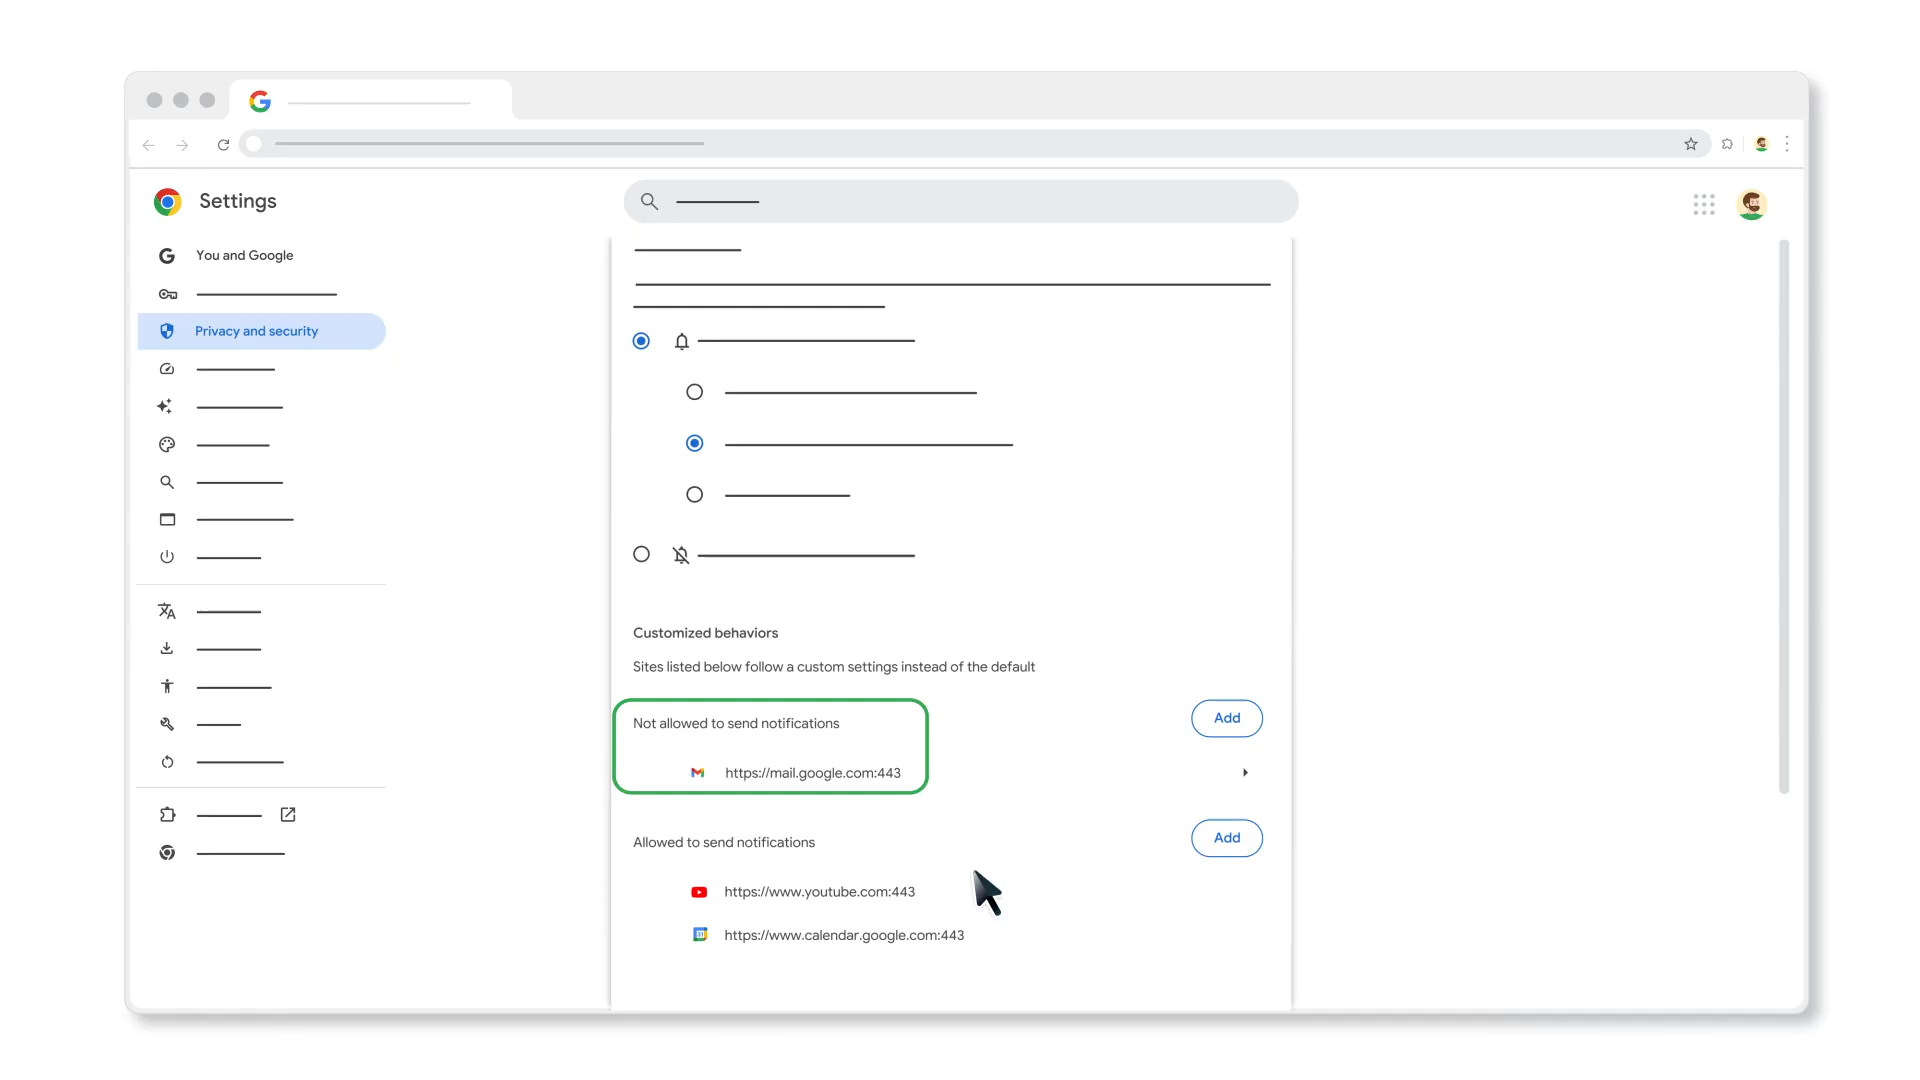 Settings
You and Google
Privacy and security
Customized behaviors
Sites listed below follow a custom settings instead of the default
Not allowed to send notifications
Add
https://mail.google.com:443
Allowed to send notifications
Add
https://www.youtube.com:443
https://www.calendar.google.com:443